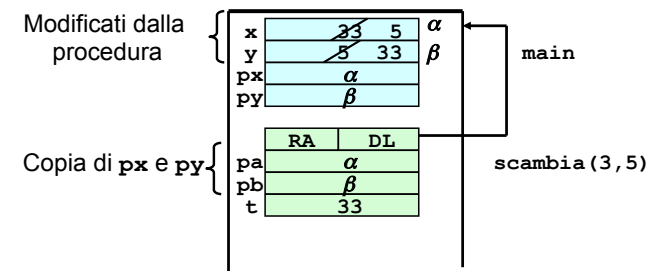 Modificati dalla
procedura
x 33 5 α
y 5 33 β
main
px α
py β
RA DL
Copia di px e py
pa α
scambia(3,5)
pb β
t 33